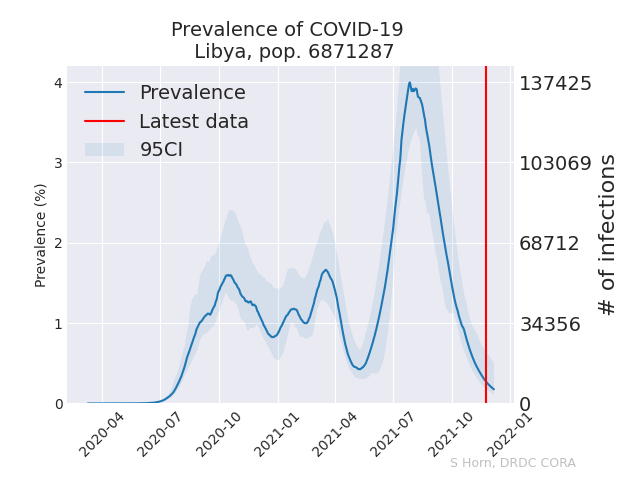 Prevalence of COVID-19
Libya, pop. 6871287
Prevalence
Latest data
95CI
4
3
2
1
0
Prevalence (%)
137425
103069
68712
34356
0
# of infections
2020-04
2020-07
2020-10
2021-01
2021-04
2021-07
2021-10
2022-01
S Horn, DRDC CORA